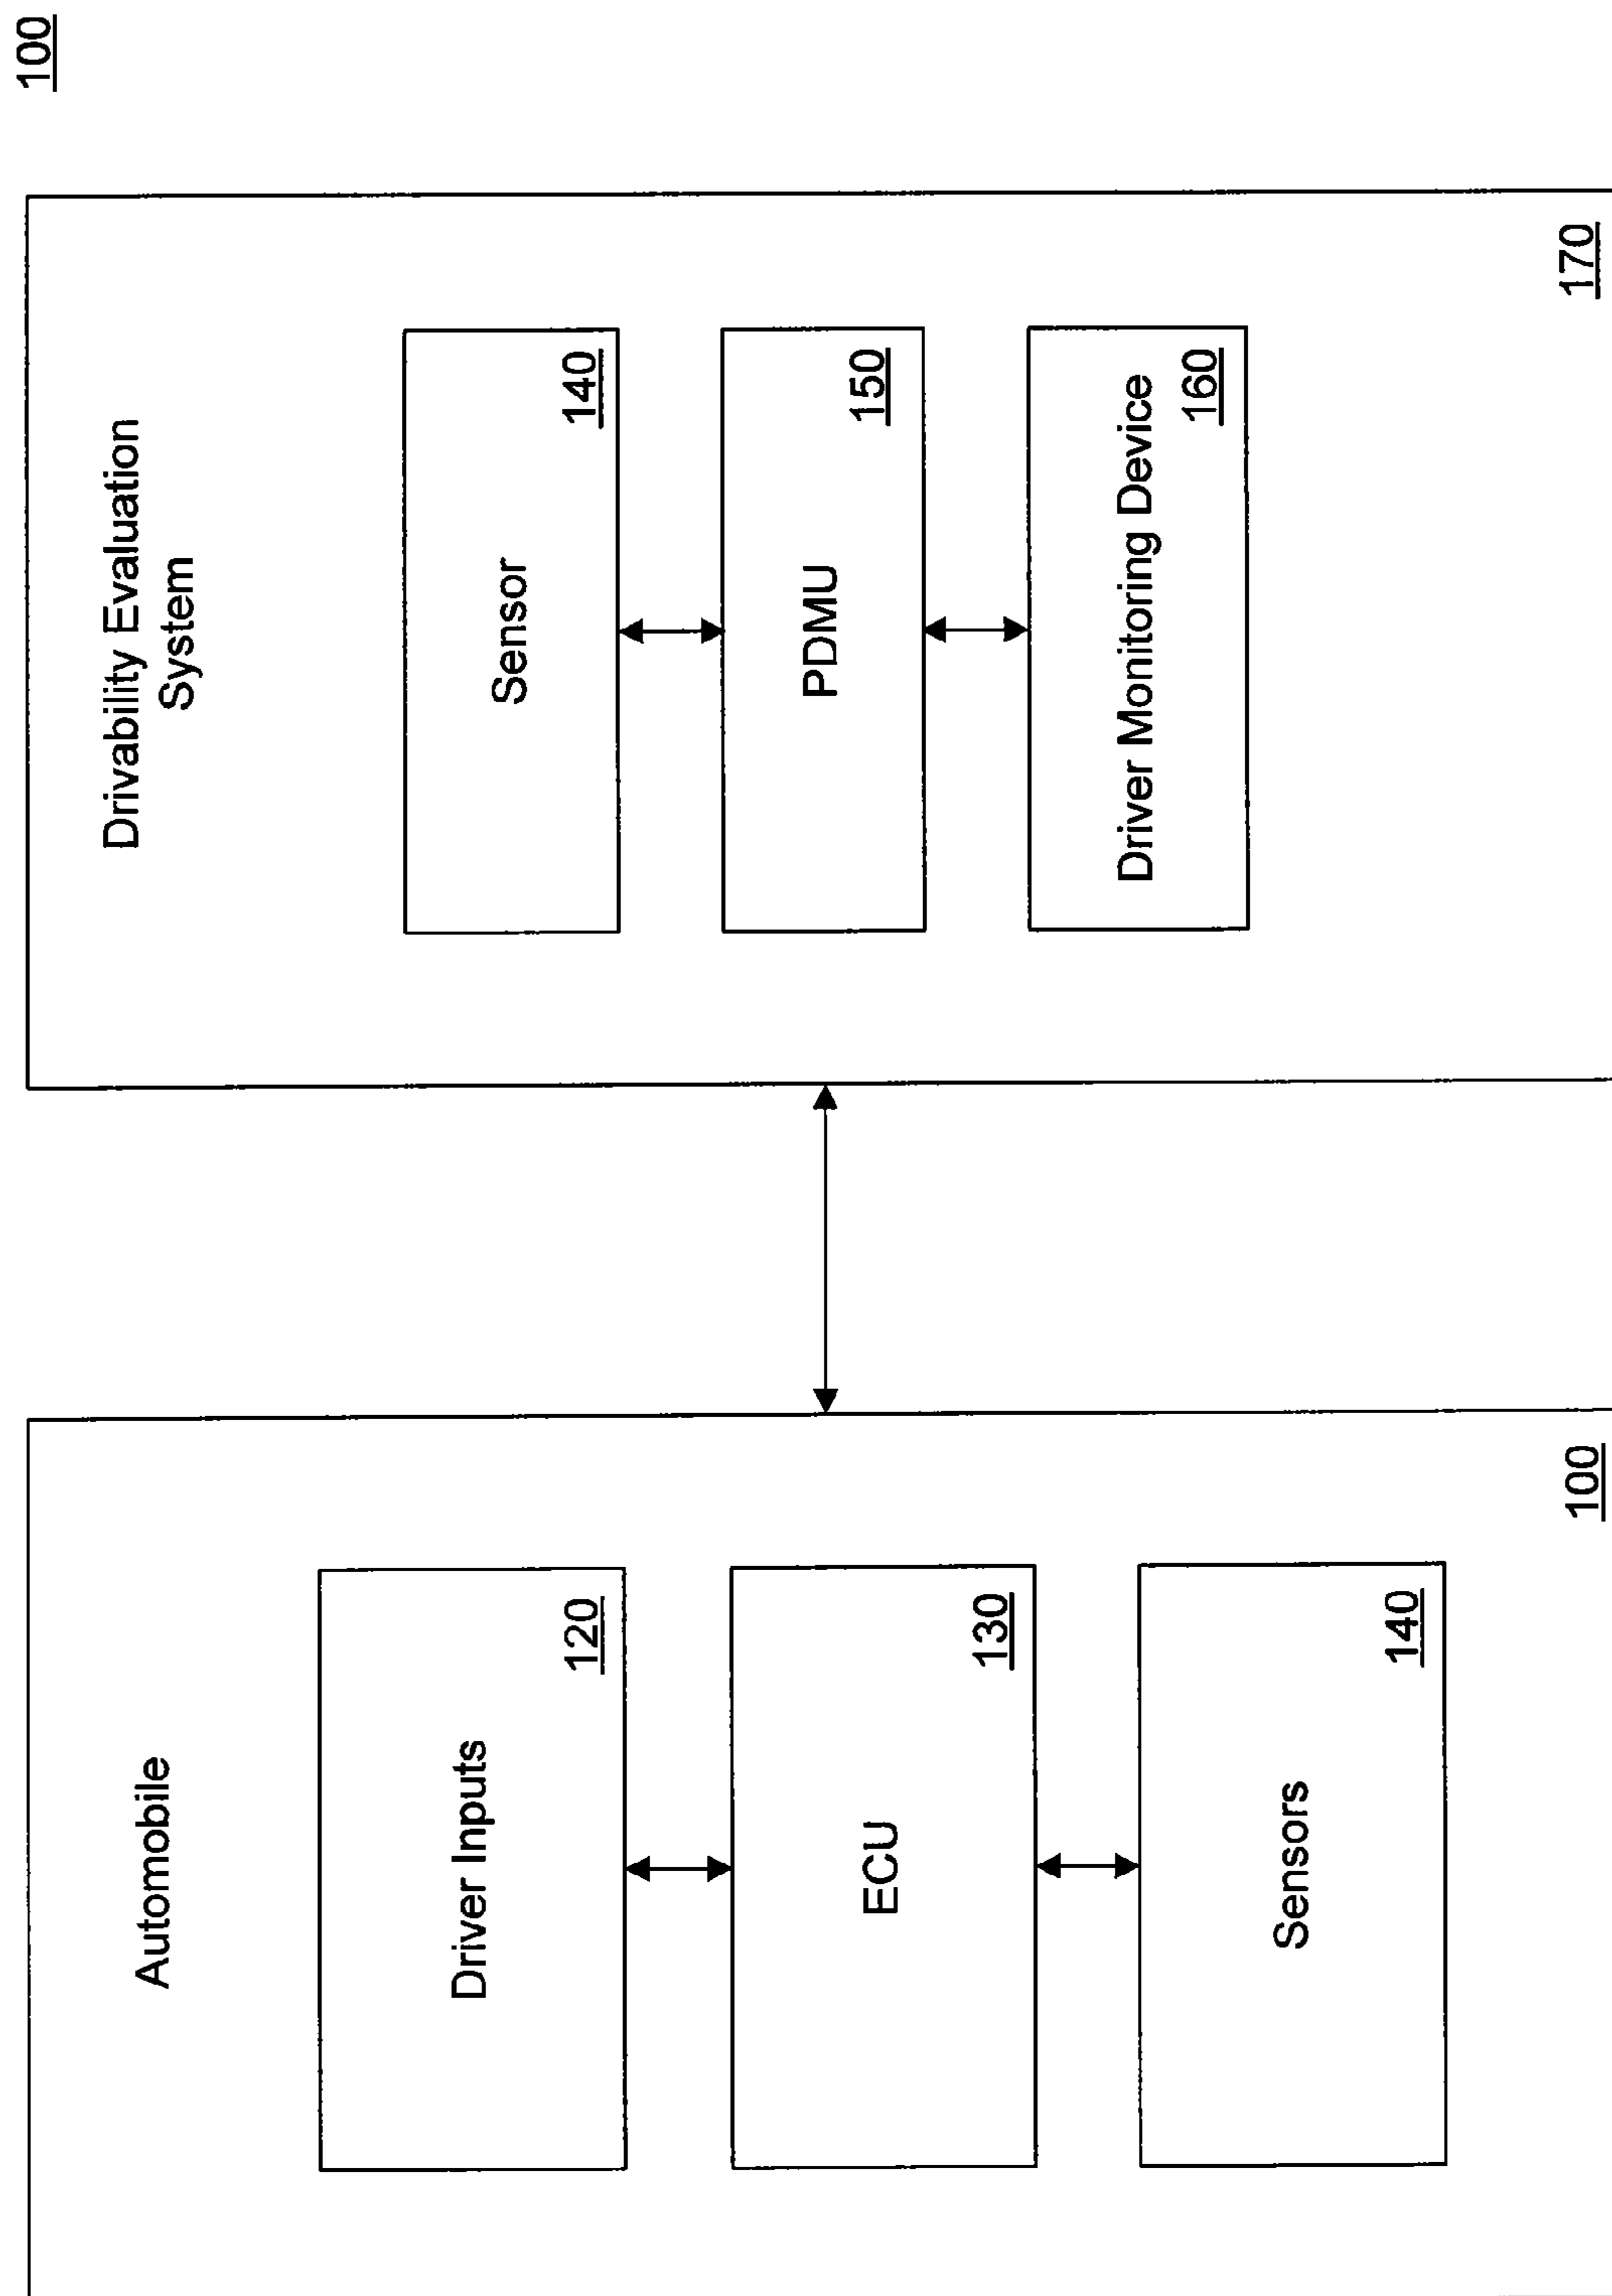 100
Automobile
Driver Inputs
120
ECU
130
Sensors
140
100
Drivability Evaluation
System
Sensor
140
PDMU
150
Driver Monitoring Device
160
170